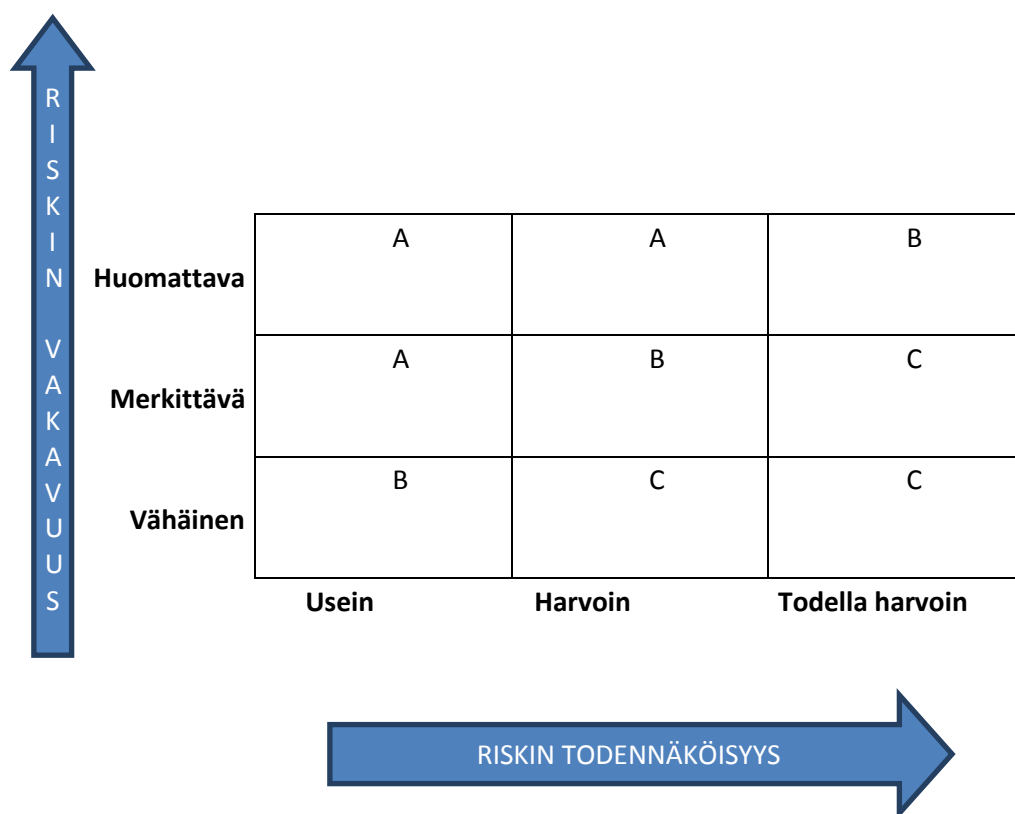 RISKIN VAKAVUUS
A A B
Huomattava
A B C
Merkittävä
B C C
Vähäinen
Usein Harvoin Todella harvoin
RISKIN TODENNÄKÖISYYS